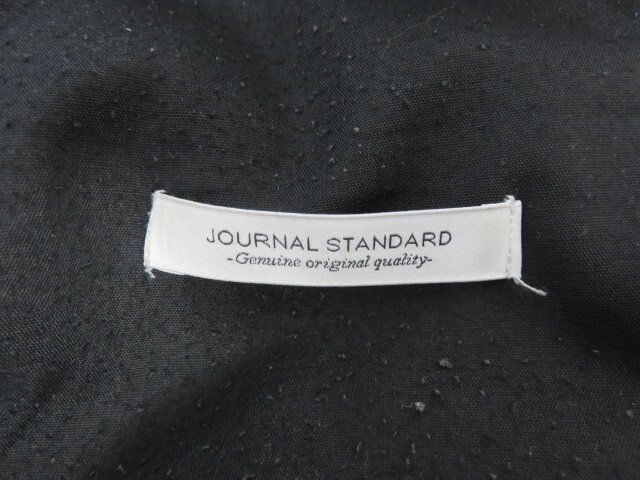 JOURNAL STANDARD
-Genuine original quality-